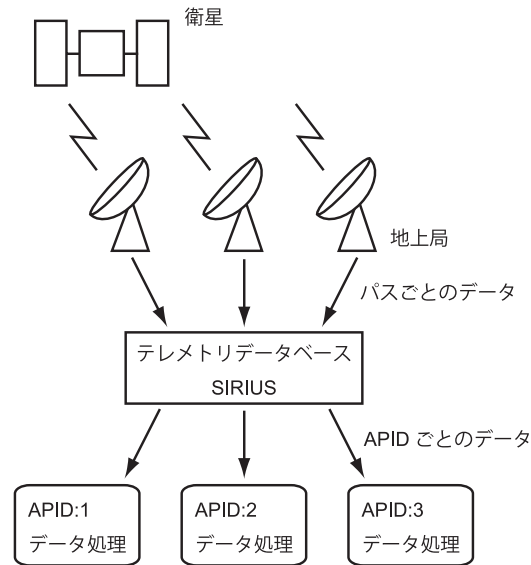 衛星
地上局
パスごとのデータ
テレメトリデータベース
SIRIUS
APID ごとのデータ
APID:1
データ処理
APID:2
データ処理
APID:3
データ処理